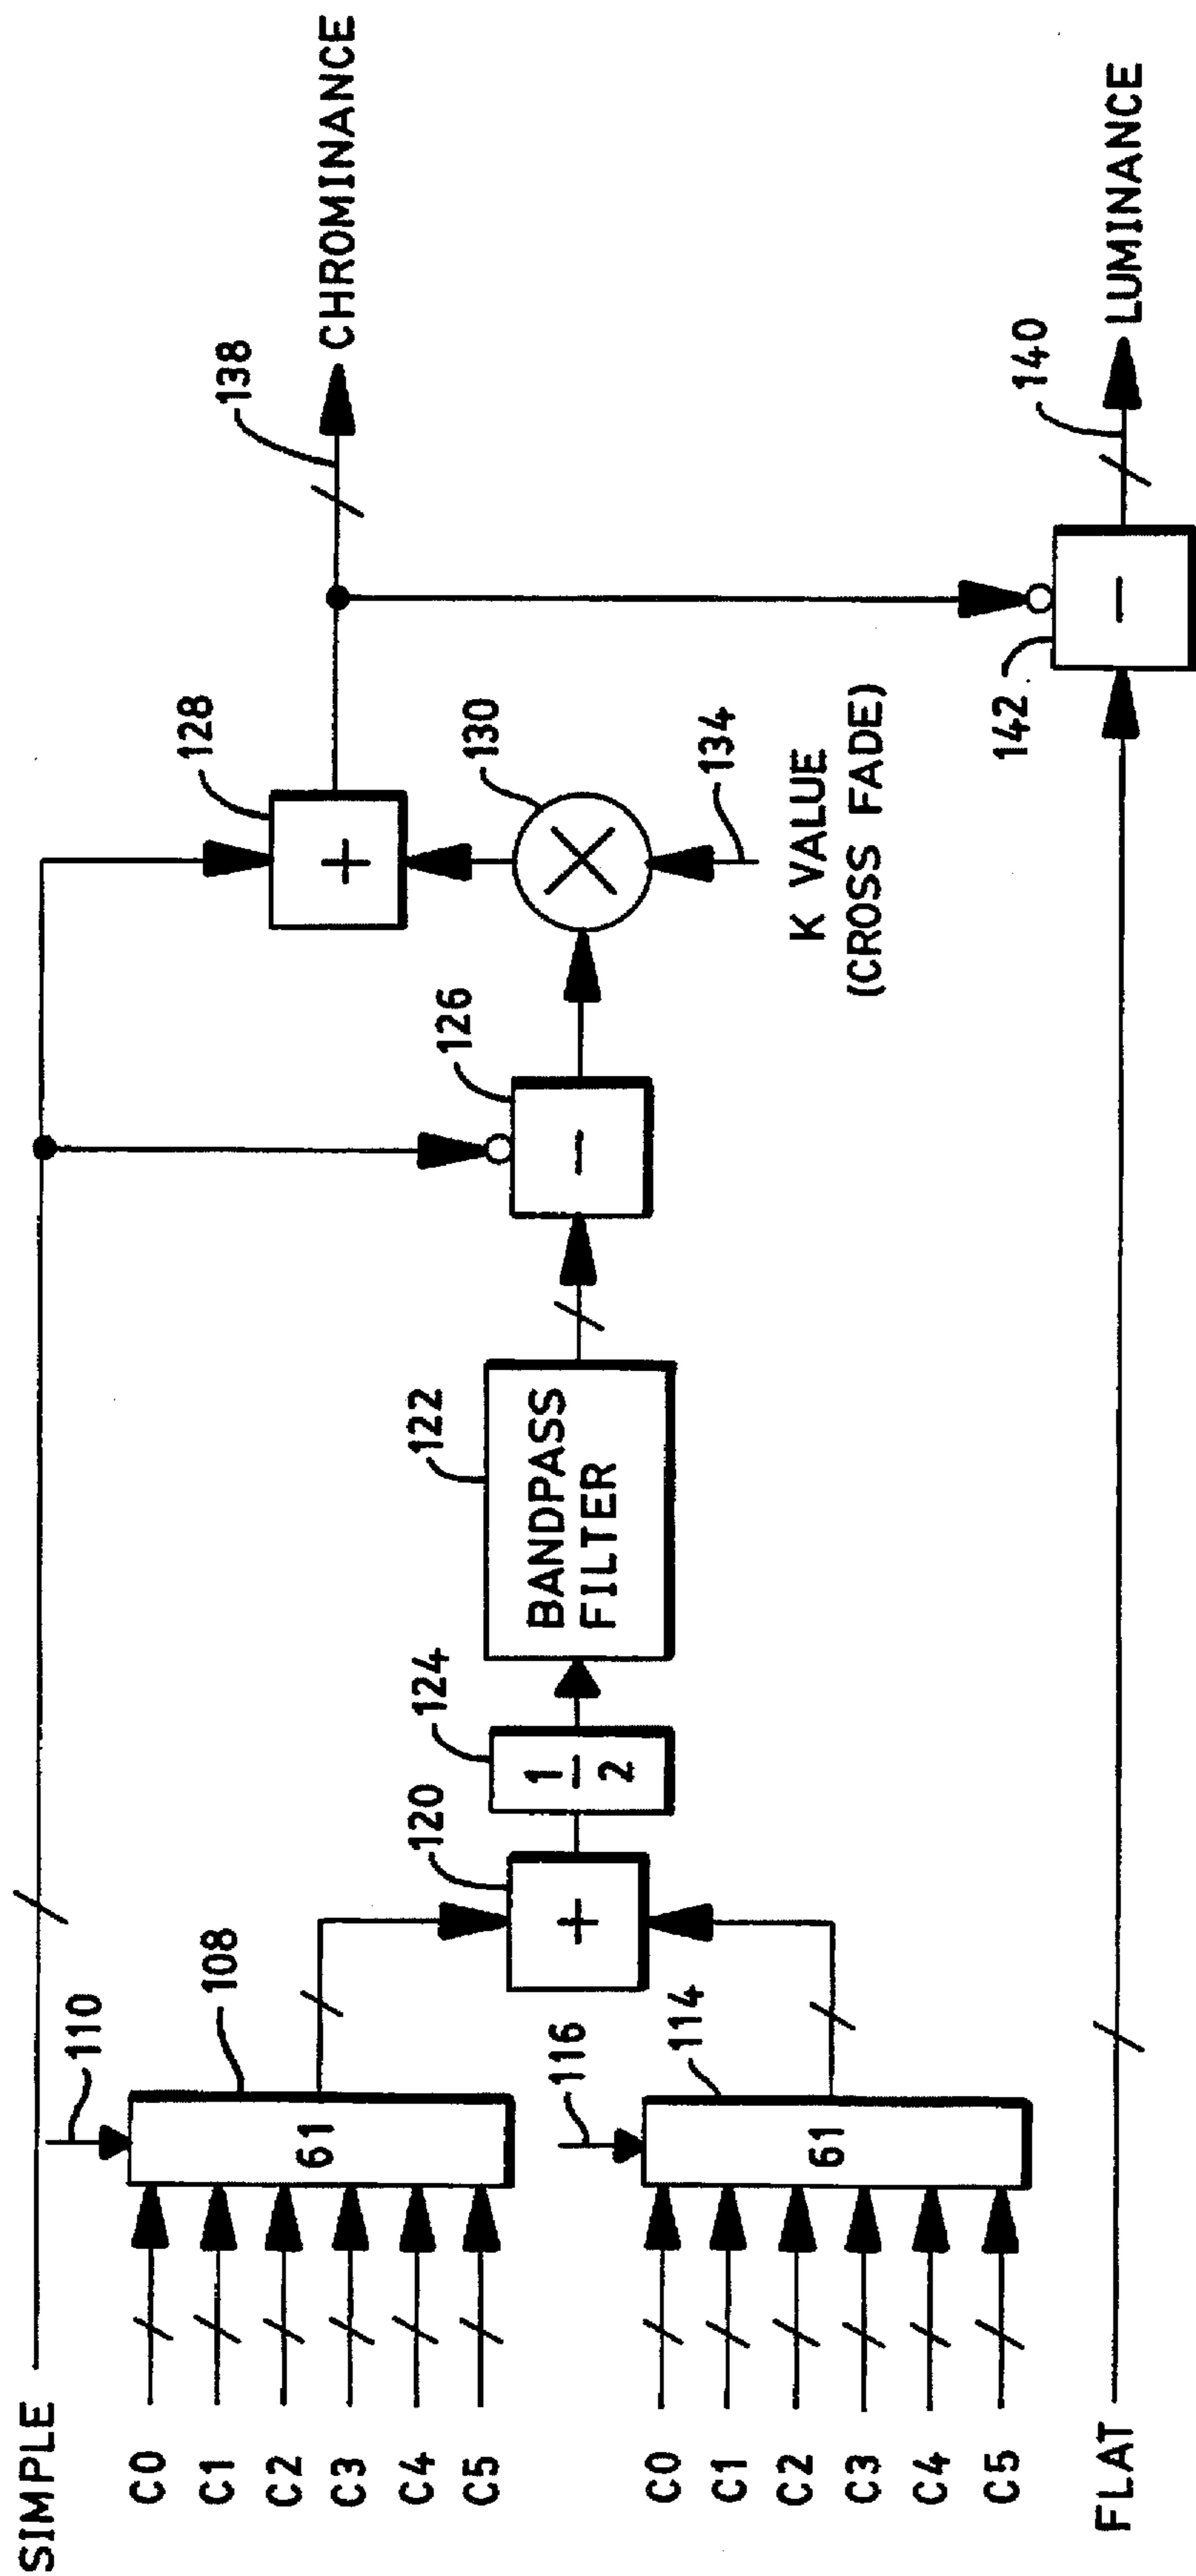 SIMPLE
110
108
61
C0
C1
C2
C3
C4
C5
116
114
61
C0
C1
C2
C3
C4
C5
FLAT
120
+
124
1
2
122
BANDPASS
FILTER
126
−
128
+
130
134
K VALUE
(CROSS FADE)
138
CHROMINANCE
142
−
140
LUMINANCE